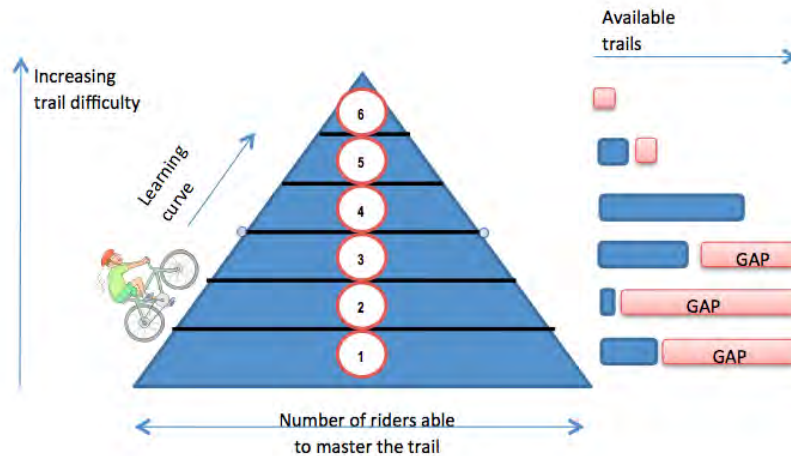 Available
trails
Increasing
trail difficulty
Learning
curve
6
5
4
3
GAP
2
GAP
1
GAP
Number of riders able
to master the trail